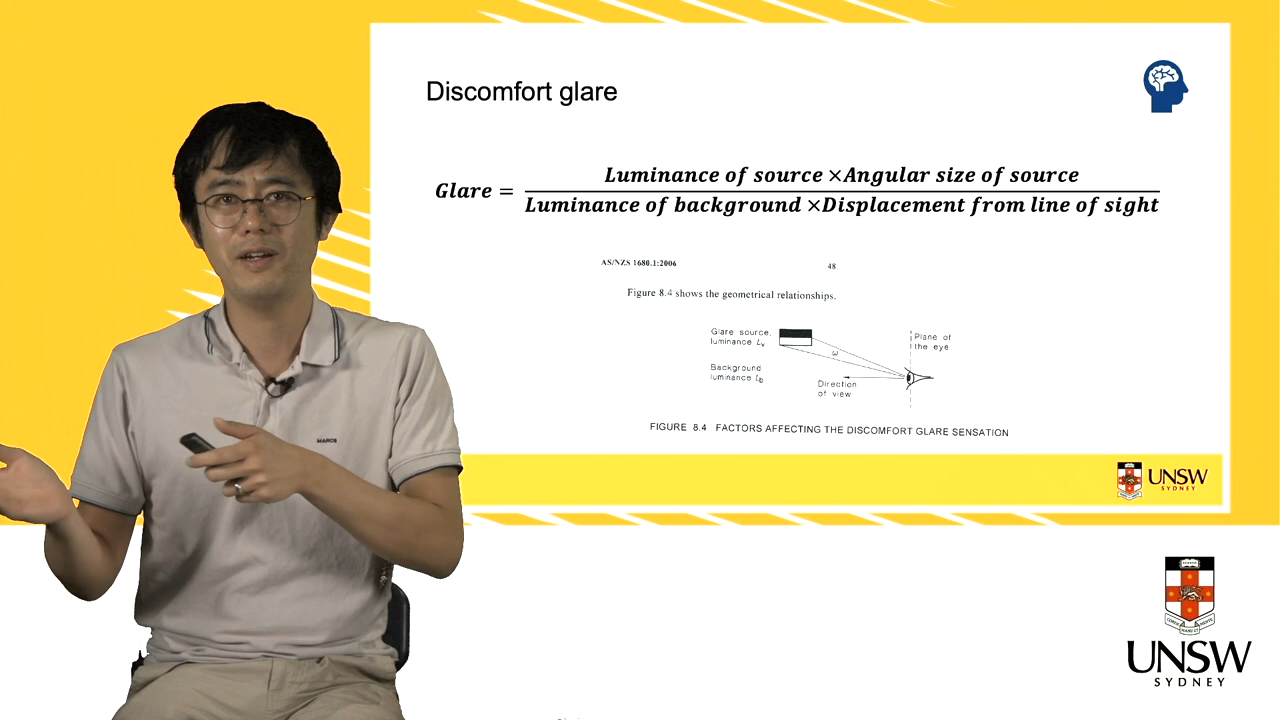 Discomfort glare
Glare = Luminance of source ×Angular size of source
Luminance of background ×Displacement from line of sight
AS/NZS 1680.1:2006 48
Figure 8.4 shows the geometrical relationships.
Glare source,
luminance Lv
ω
Plane of
the eye
Background
luminance Lb
Direction
of view
FIGURE 8.4 FACTORS AFFECTING THE DISCOMFORT GLARE SENSATION
MARCS
UNSW
SYDNEY
UNSW
SYDNEY